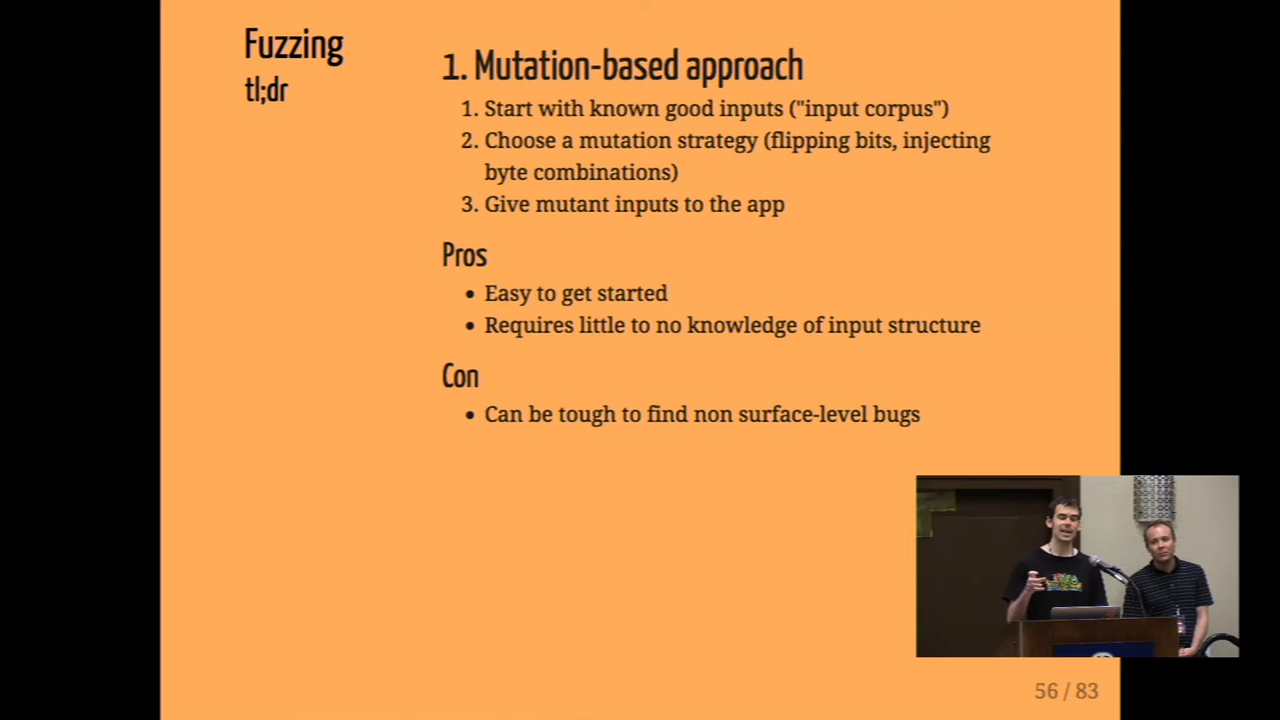 Fuzzing
tl;dr
1. Mutation-based approach
1. Start with known good inputs ("input corpus")
2. Choose a mutation strategy (flipping bits, injecting
byte combinations)
3. Give mutant inputs to the app
Pros
• Easy to get started
• Requires little to no knowledge of input structure
Con
• Can be tough to find non surface-level bugs
56 / 83